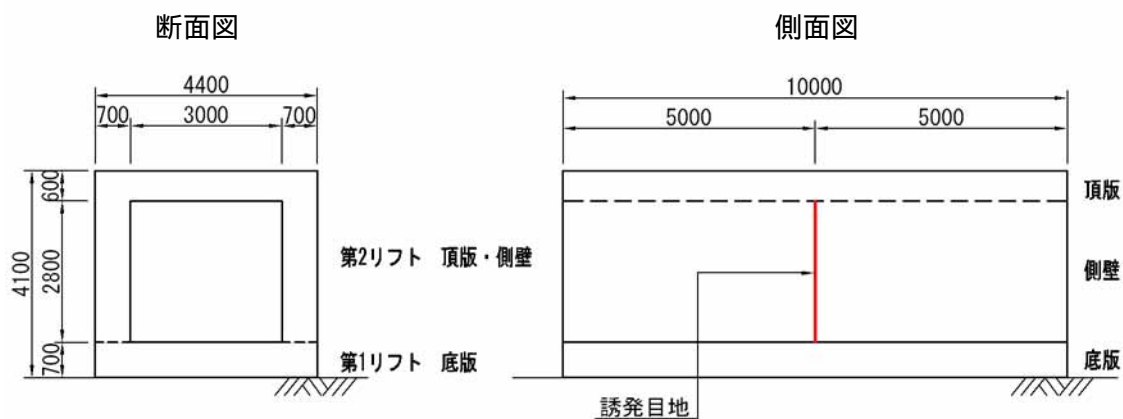 断面図
側面図
4400
700 3000 700
10000
5000 5000
600
2800
4100
700
第2リフト 頂版・側壁
第1リフト 底版
頂版
側壁
底版
誘発目地